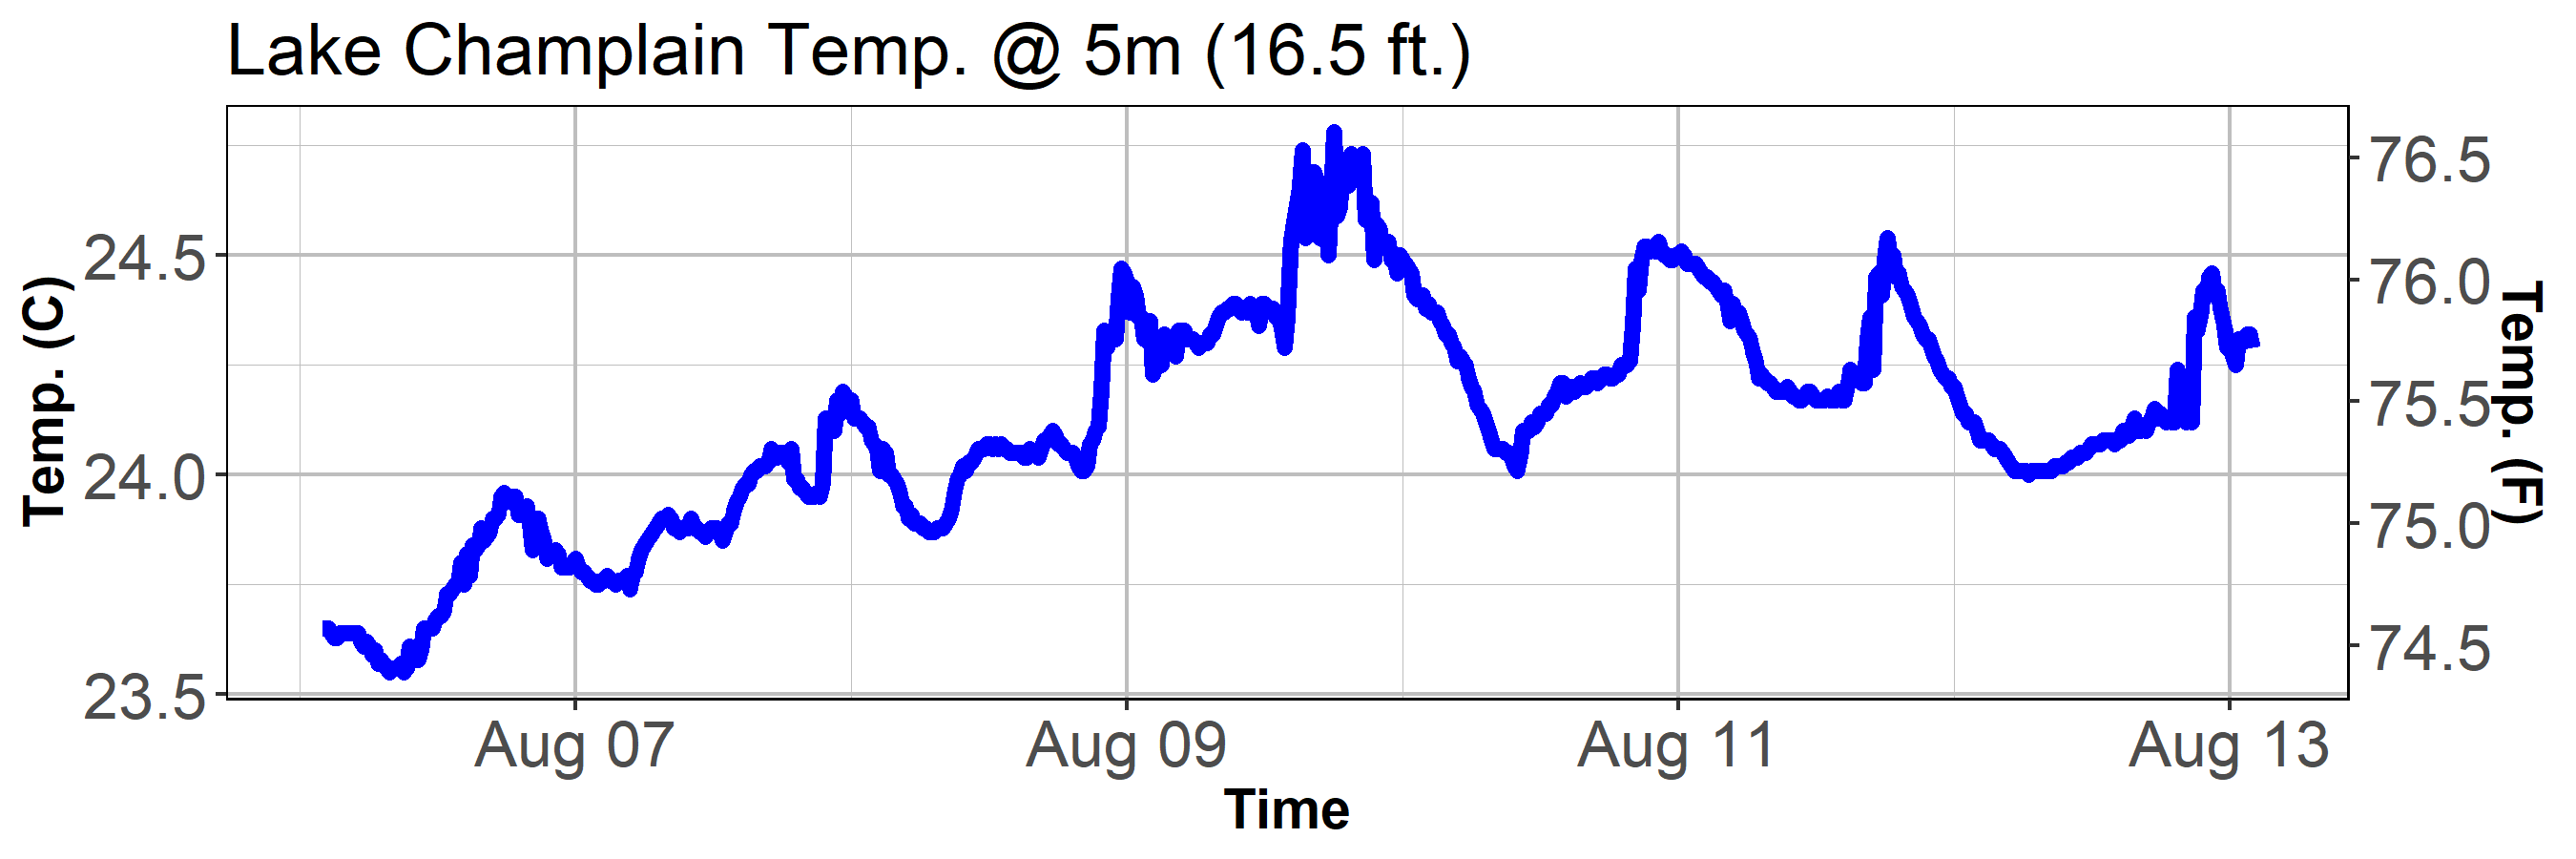 Lake Champlain Temp. @ 5m (16.5 ft.)
Temp. (C)
24.5
24.0
23.5
76.5
76.0
75.5
75.0
74.5
Temp. (F)
Aug 07 Aug 09 Aug 11 Aug 13
Time